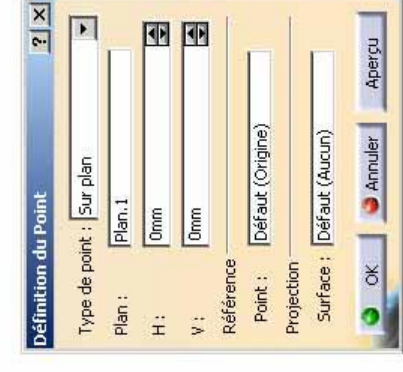 Définition du Point
Type de point : Sur plan
Plan : Plan.1
H : 0mm
V : 0mm
Référence
Point : Défaut (Origine)
Projection
Surface : Défaut (Aucun)
OK Annuler Aperçu